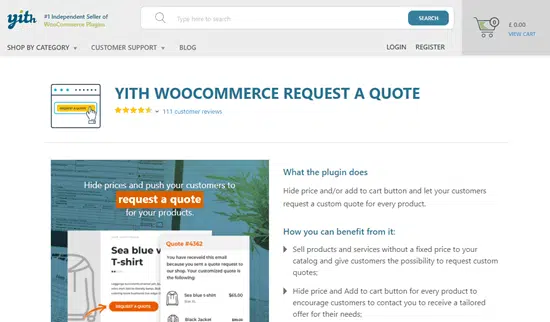 yith
#1 Independent Seller of
WooCommerce Plugins
Type here to search
SEARCH
0
£ 0.00
VIEW CART
SHOP BY CATEGORY
CUSTOMER SUPPORT
BLOG
LOGIN
REGISTER
REQUEST A QUOTE
YITH WOOCOMMERCE REQUEST A QUOTE
111 customer reviews
Hide prices and push your customers to
request a quote
for your products.
Sea blue w
T-shirt
REQUEST A QUOTE
Quote #4362
You have received this email
because you sent a quote request to
our shop. Your customized quote is
the following:
Sea blue t-shirt
$65.50
Black Jacket
What the plugin does
Hide price and/or add to cart button and let your customers
request a custom quote for every product.
How you can benefit from it:
Sell products and services without a fixed price to your
catalog and give customers the possibility to request custom
quotes;
Hide price and Add to cart button for every product to
encourage customers to contact you to receive a tailored
offer for their needs;